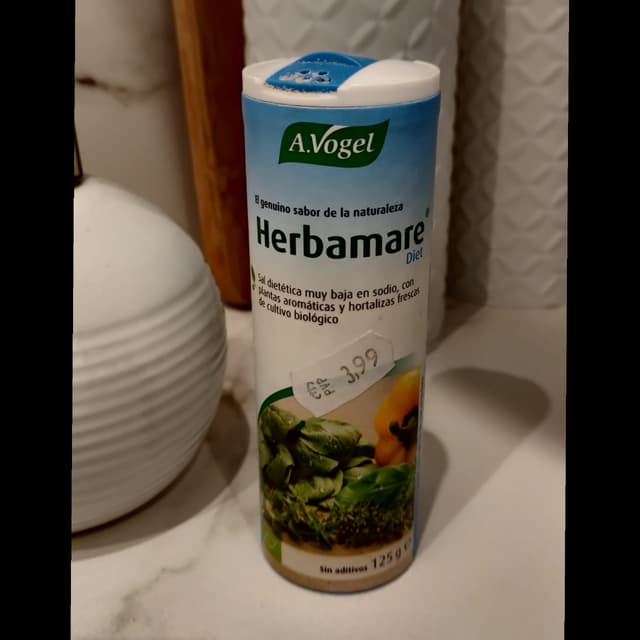 A.Vogel
El genuino sabor de la naturaleza
Herbamare®
Diet
Sal dietética muy baja en sodio, con
plantas aromáticas y hortalizas frescas
de cultivo biológico
€ PVP 3,99
Sin aditivos 125 g e